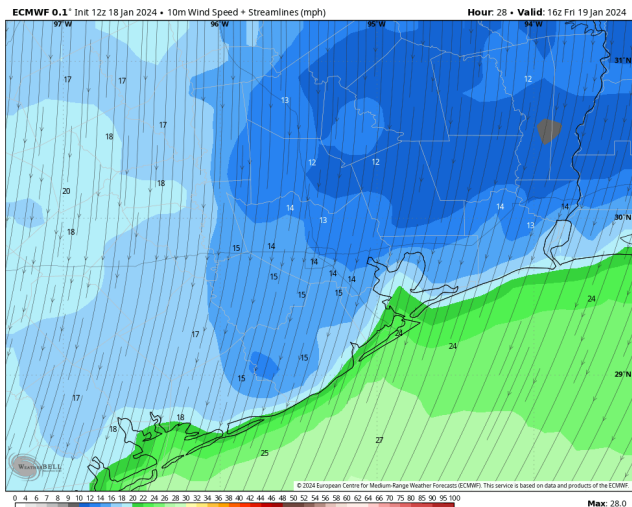 ECMWF 0.1° Init 12z 18 Jan 2024 • 10m Wind Speed + Streamlines (mph)
Hour: 28 • Valid: 16z Fri 19 Jan 2024
97°W 96°W 95°W 94°W
31°N
17 17 12
13
17
18
12 12
18
20
14 14 14
13 13
30°N
18
15 14
14
14 14
15
15 15
24
17 24
24
15
29°N
15
17
18
18
27
25
WeatherBELL
© 2024 European Centre for Medium-Range Weather Forecasts (ECMWF). This service is based on data and products of the ECMWF.
0 4 6 7 8 9 10 12 14 16 18 20 22 24 26 28 30 32 34 36 38 40 42 44 46 48 50 52 54 56 58 60 65 70 75 80 85 90 95 100
Max: 28.0